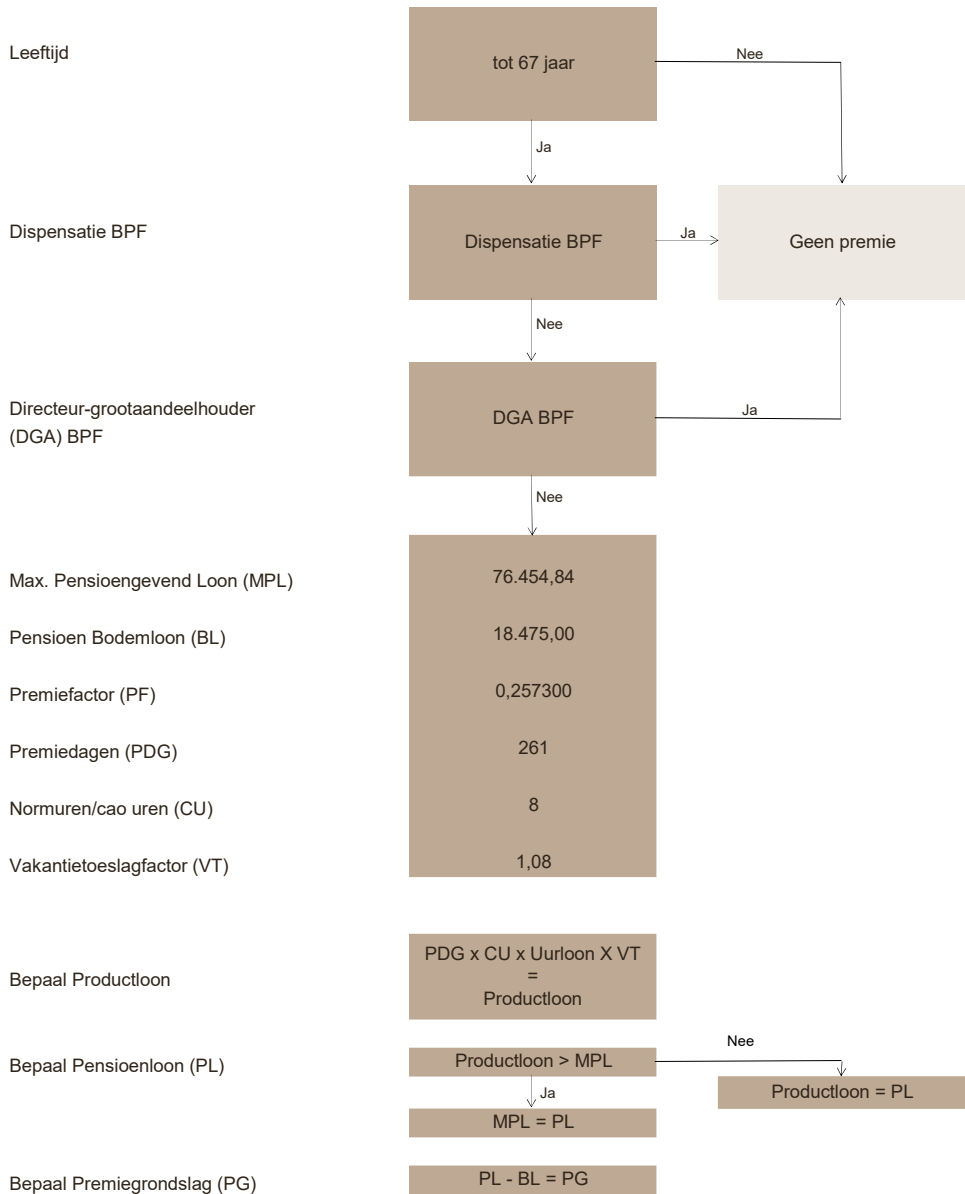 Leeftijd
tot 67 jaar
Nee
Ja
Dispensatie BPF
Dispensatie BPF
Ja
Geen premie
Nee
Directeur-grootaandeelhouder
(DGA) BPF
DGA BPF
Ja
Nee
Max. Pensioengevend Loon (MPL)
76.454,84
Pensioen Bodemloon (BL)
18.475,00
Premiefactor (PF)
0,257300
Premiedagen (PDG)
261
Normuren/cao uren (CU)
8
Vakantietoeslagfactor (VT)
1,08
Bepaal Productloon
PDG x CU x Uurloon X VT
=
Productloon
Bepaal Pensioenloon (PL)
Productloon > MPL
Nee
Ja
Productloon = PL
MPL = PL
Bepaal Premiegrondslag (PG)
PL - BL = PG